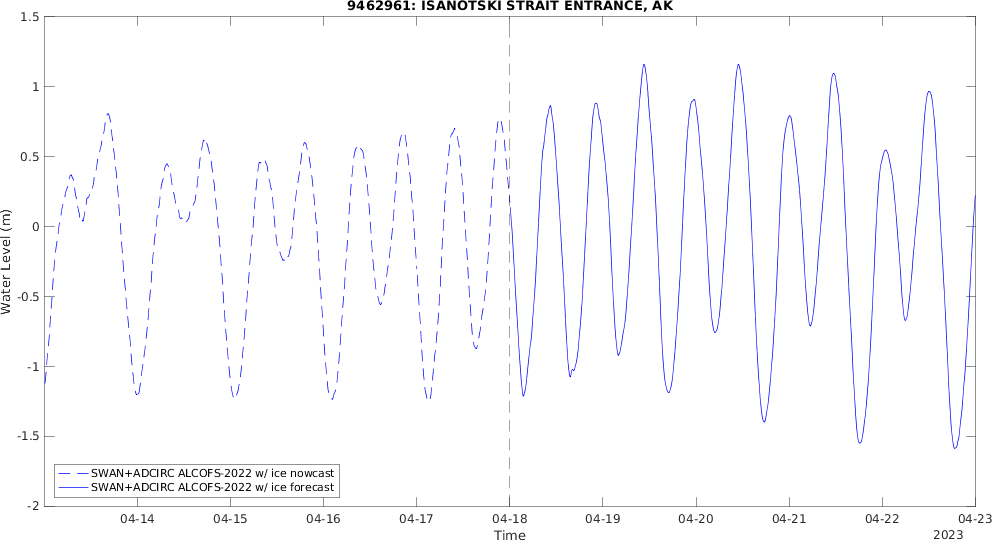 9462961: ISANOTSKI STRAIT ENTRANCE, AK
1.5
1
0.5
0
-0.5
-1
-1.5
-2
Water Level (m)
SWAN+ADCIRC ALCOFS-2022 w/ ice nowcast
SWAN+ADCIRC ALCOFS-2022 w/ ice forecast
04-14 04-15 04-16 04-17 04-18 04-19 04-20 04-21 04-22 04-23
Time
2023